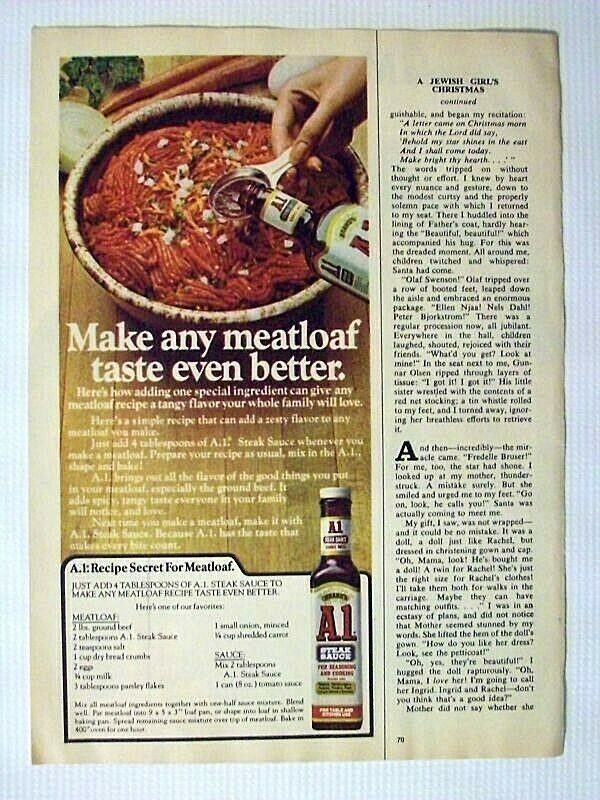 Make any meatloaf
taste even better.
Here's how adding one special ingredient can give any
meatloaf recipe a tangy flavor your whole family will love.
Here's a simple recipe that can add a zesty flavor to any
meatloaf you make.
Just add 4 tablespoons of A.1.® Steak Sauce whenever you
make a meatloaf. Prepare your recipe as usual, mix in the A.1.,
shape and bake!
A.1. brings out all the flavor of the good things you put
in your meatloaf, especially the ground beef. It
adds spicy, tangy taste everyone in your family
will notice, and love.
Next time you make a meatloaf, make it with
A.1. Steak Sauce. Because A.1. has the taste that
makes every bite count.
A.1. Recipe Secret For Meatloaf.
JUST ADD 4 TABLESPOONS OF A.1. STEAK SAUCE TO
MAKE ANY MEATLOAF RECIPE TASTE EVEN BETTER.
Here's one of our favorites:
MEATLOAF:
2 lbs. ground beef
2 tablespoons A.1. Steak Sauce
2 teaspoons salt
1 cup dry bread crumbs
2 eggs
¼ cup milk
3 tablespoons parsley flakes
1 small onion, minced
¼ cup shredded carrot
SAUCE:
Mix 2 tablespoons
A.1. Steak Sauce
1 can (8 oz.) tomato sauce
Mix all meatloaf ingredients together with one-half sauce mixture. Blend
well. Pat meatloaf into 9 x 5 x 3" loaf pan, or shape into loaf in shallow
baking pan. Spread remaining sauce mixture over top of meatloaf. Bake in
400° oven for one hour.
A.1
A1
STEAK SAUCE
A.1
STEAK
SAUCE
FOR SEASONING
AND COOKING
FOR TABLE AND
KITCHEN USE
A JEWISH GIRL'S
CHRISTMAS
continued
guishable, and began my recitation:
"A letter came on Christmas morn
In which the Lord did say,
'Behold my star shines in the east
And I shall come today.
Make bright thy hearth. . . .' "
The words tripped on without
thought or effort. I knew by heart
every nuance and gesture, down to
the modest curtsy and the properly
solemn pace with which I returned
to my seat. There I huddled into the
lining of Father's coat, hardly hear-
ing the "Beautiful, beautiful!" which
accompanied his hug. For this was
the dreaded moment. All around me,
children twitched and whispered:
Santa had come.
"Olaf Swenson!" Olaf tripped over
a row of booted feet, leaped down
the aisle and embraced an enormous
package. "Ellen Njaa! Nels Dahl!
Peter Bjorkstrom!" There was a
regular procession now, all jubilant.
Everywhere in the hall, children
laughed, shouted, rejoiced with their
friends. "What'd you get? Look at
mine!" In the seat next to me, Gun-
nar Olsen ripped through layers of
tissue: "I got it! I got it!" His little
sister wrestled with the contents of a
red net stocking; a tin whistle rolled
to my feet, and I turned away, ignor-
ing her breathless efforts to retrieve
it.
And then—incredibly—the mir-
acle came. "Fredelle Bruser!"
For me, too, the star had shone. I
looked up at my mother, thunder-
struck. A mistake surely. But she
smiled and urged me to my feet. "Go
on, look, he calls you!" Santa was
actually coming to meet me.
My gift, I saw, was not wrapped—
and it could be no mistake. It was a
doll, a doll just like Rachel, but
dressed in christening gown and cap.
"Oh, Mama, look! He's bought me
a doll! A twin for Rachel! She's just
the right size for Rachel's clothes!
I'll take them both for walks in the
carriage. Maybe they can have
matching outfits. . . ." I was in an
ecstasy of plans, and did not notice
that Mother seemed stunned by my
words. She lifted the hem of the doll's
gown. "How do you like her dress?
Look, see the petticoat!"
"Oh, yes, they're beautiful!" I
hugged the doll rapturously. "Oh,
Mama, I love her! I'm going to call
her Ingrid. Ingrid and Rachel—don't
you think that's a good idea?"
Mother did not say whether she
70